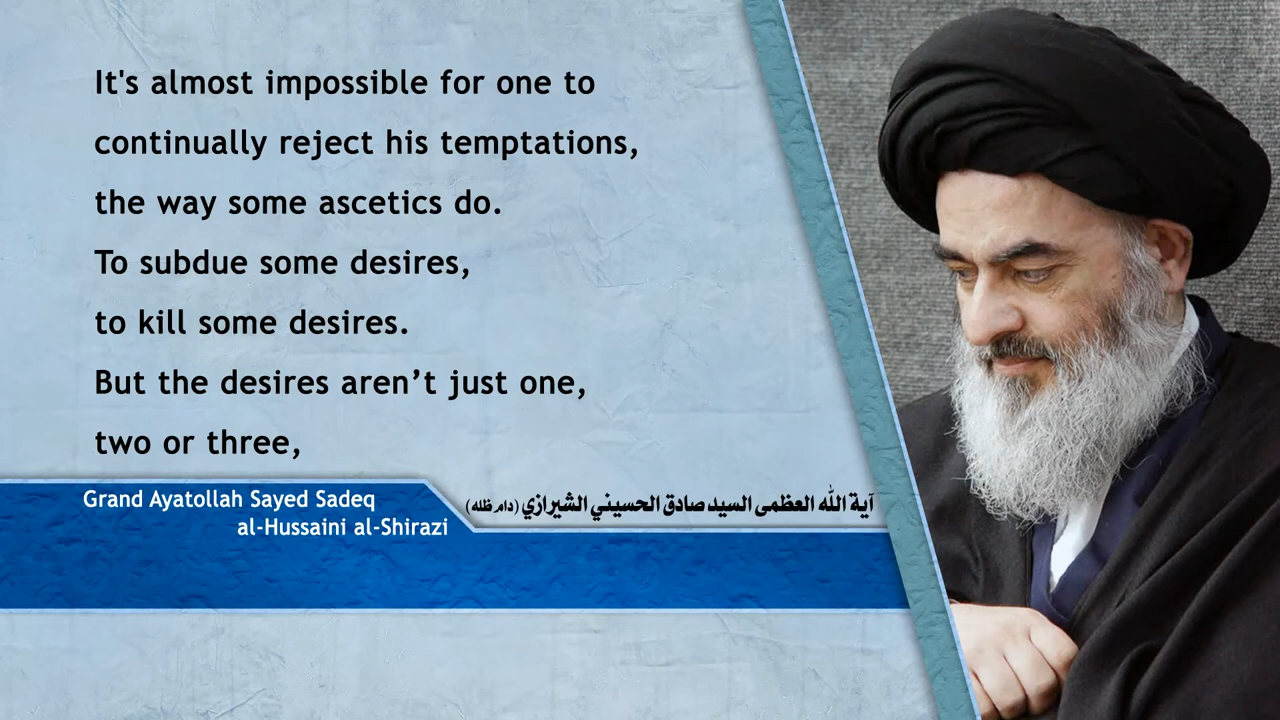 It's almost impossible for one to
continually reject his temptations,
the way some ascetics do.
To subdue some desires,
to kill some desires.
But the desires aren’t just one,
two or three,
Grand Ayatollah Sayed Sadeq
al-Hussaini al-Shirazi
آية الله العظمى السيد صادق الحسيني الشيرازي (دام ظله)